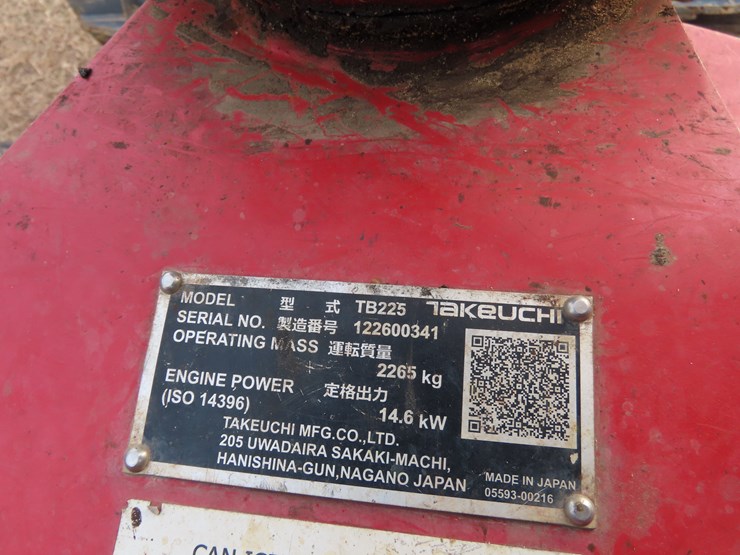 MODEL 型 式 TB225 TAKEUCHI
SERIAL NO. 製造番号 122600341
OPERATING MASS 運転質量
2265 kg
ENGINE POWER 定格出力
(ISO 14396) 14.6 kW
TAKEUCHI MFG.CO.,LTD.
205 UWADAIRA SAKAKI-MACHI,
HANISHINA-GUN,NAGANO JAPAN
MADE IN JAPAN
05593-00216